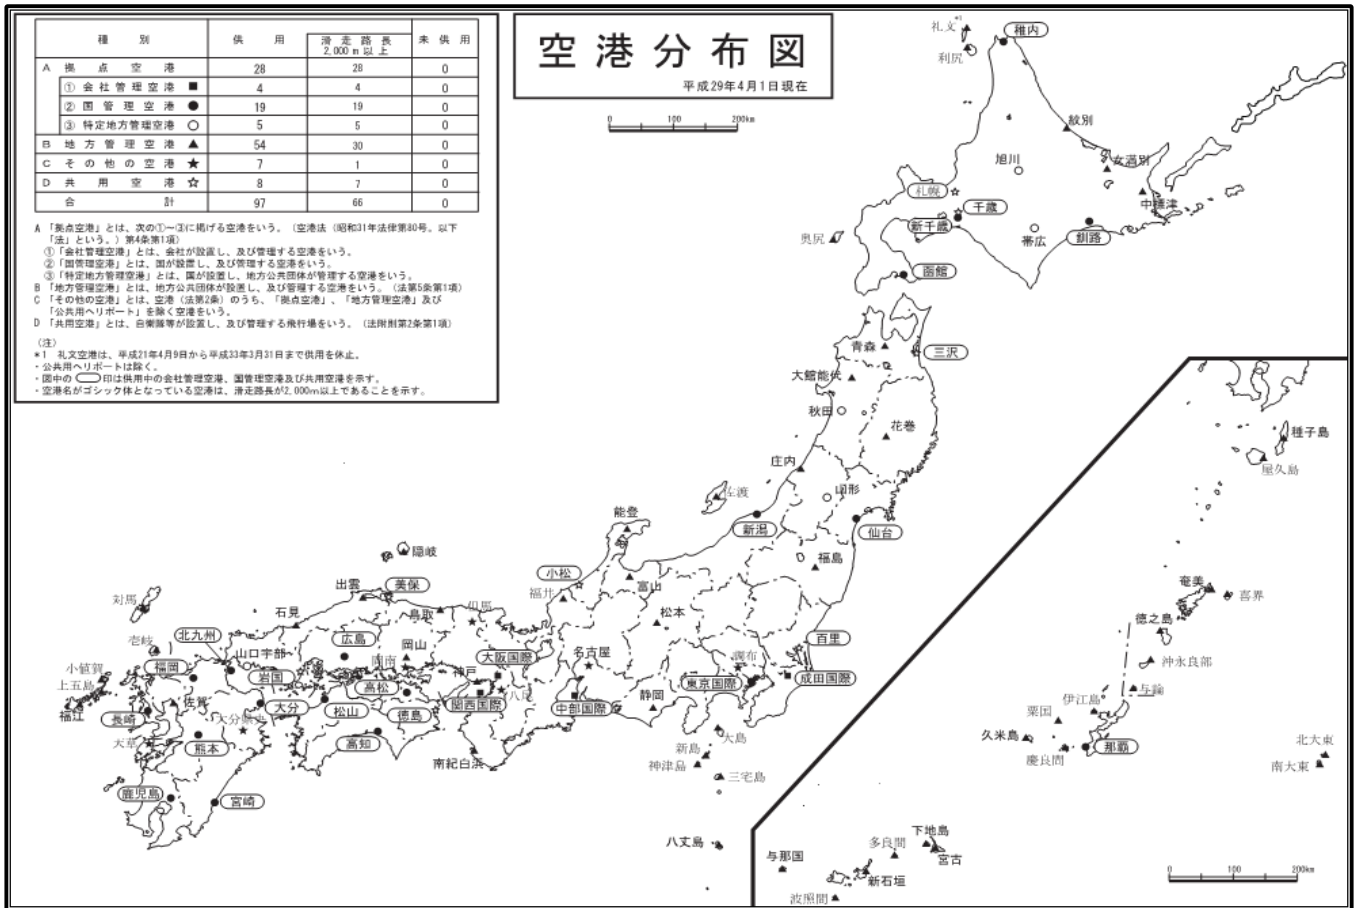 空港分布図
平成29年4月1日現在
種別 供用 滑走路長 2,000m以上 未供用
A 拠点空港 28 28 0
① 会社管理空港 ■ 4 4 0
② 国管理空港 ● 19 19 0
③ 特定地方管理空港 ○ 5 5 0
B 地方管理空港 ▲ 54 30 0
C その他の空港 ★ 7 1 0
D 共用空港 ☆ 8 7 0
合計 97 66 0
A 「拠点空港」とは、次の①~③に掲げる空港をいう。(空港法(昭和31年法律第80号。以下
「法」という。)第4条第1項)
①「会社管理空港」とは、会社が設置し、及び管理する空港をいう。
②「国管理空港」とは、国が設置し、及び管理する空港をいう。
③「特定地方管理空港」とは、国が設置し、地方公共団体が管理する空港をいう。
B 「地方管理空港」とは、地方公共団体が設置し、及び管理する空港をいう。(法第5条第1項)
C 「その他の空港」とは、空港(法第2条)のうち、「拠点空港」、「地方管理空港」及び
「公共用ヘリポート」を除く空港をいう。
D 「共用空港」とは、自衛隊等が設置し、及び管理する飛行場をいう。(法附則第2条第1項)
(注)
*1 礼文空港は、平成21年4月9日から平成33年3月31日まで供用を休止。
・公共用ヘリポートは除く。
・図中の 印は供用中の会社管理空港、国管理空港及び共用空港を示す。
・空港名がゴシック体となっている空港は、滑走路長が2,000m以上であることを示す。
0 100 200km
礼文 *1
稚内
利尻
紋別
旭川
女満別
札幌
中標津
千歳
新千歳
奥尻
帯広
釧路
函館
青森
三沢
大館能代
秋田
花巻
庄内
佐渡
山形
能登
新潟
仙台
隠岐
福島
小松
富山
出雲
美保
福井
対馬
石見
鳥取
但馬
松本
北九州
広島
百里
壱岐
山口宇部
岡山
大阪国際
名古屋
調布
小値賀
福岡
岩国
岡南
神戸
成田国際
上五島
高松
八尾
静岡
東京国際
福江
佐賀
大分
関西国際
中部国際
長崎
大分県央
松山
徳島
天草
熊本
高知
大島
新島
南紀白浜
神津島
三宅島
鹿児島
宮崎
八丈島
種子島
屋久島
奄美
喜界
徳之島
沖永良部
伊江島
与論
粟国
久米島
那覇
慶良間
北大東
南大東
下地島
多良間
宮古
与那国
新石垣
波照間
0 100 200km